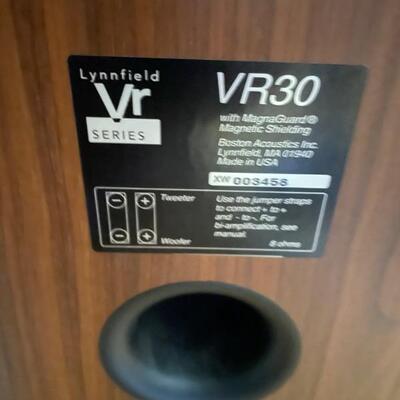 Lynnfield
Vr
SERIES
VR30
with MagnaGuard®
Magnetic Shielding
Boston Acoustics Inc.
Lynnfield, MA 01940
Made in USA
XW 003458
Tweeter
Woofer
Use the jumper straps
to connect + to +
and - to -. For
bi-amplification, see
manual.
8 ohms